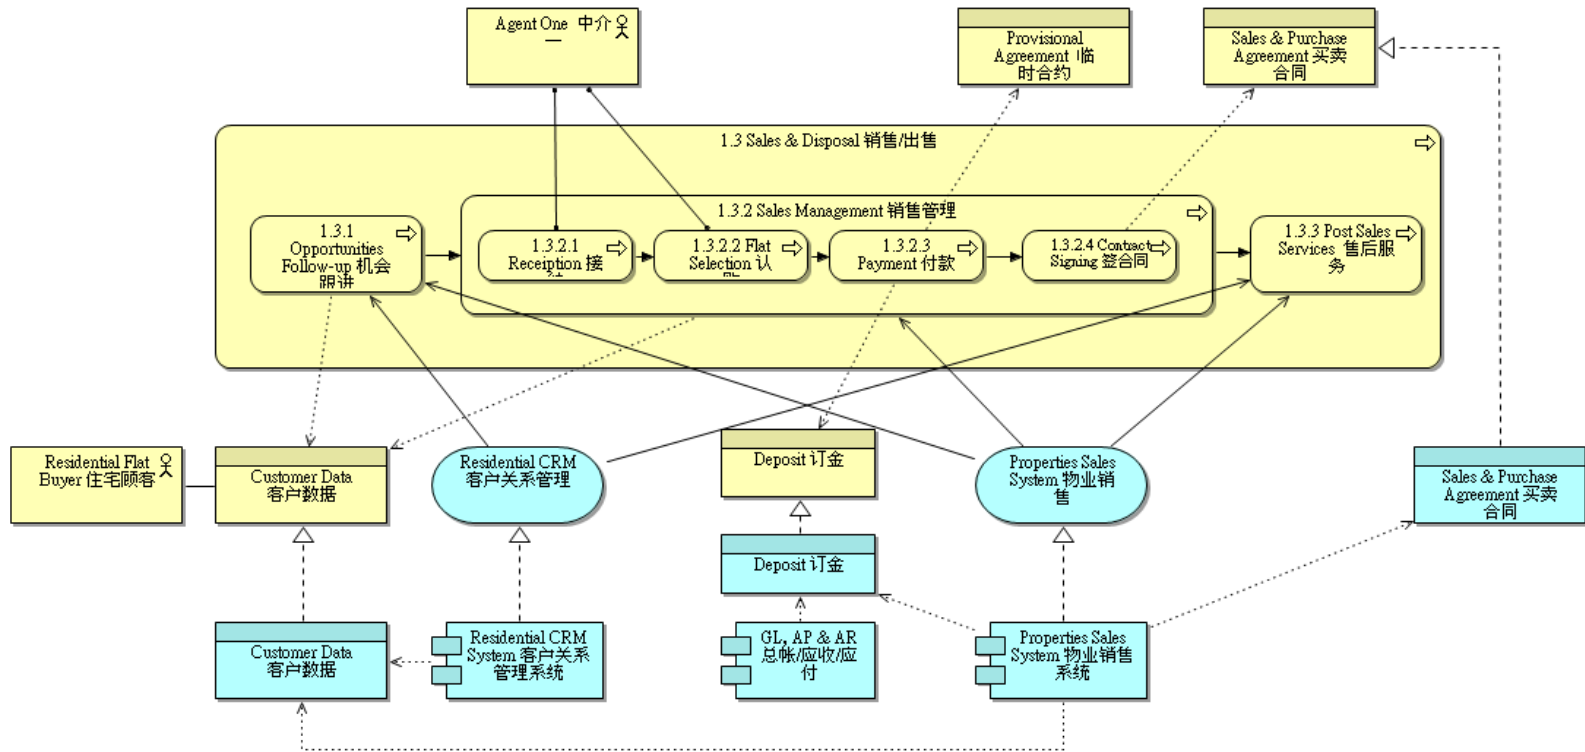 Agent One 中介
一
Provisional
Agreement 临
时合约
Sales & Purchase
Agreement 买卖
合同
1.3 Sales & Disposal 销售/出售
1.3.2 Sales Management 销售管理
1.3.1
Opportunities
Follow-up 机会
跟进
1.3.2.1
Receiption 接
1.3.2.2 Flat
Selection 认
1.3.2.3
Payment 付款
1.3.2.4 Contract
Signing 签合同
1.3.3 Post Sales
Services 售后服
务
Residential Flat
Buyer 住宅顾客
Customer Data
客户数据
Residential CRM
客户关系管理
Deposit 订金
Properties Sales
System 物业销
售
Sales & Purchase
Agreement 买卖
合同
Deposit 订金
Customer Data
客户数据
Residential CRM
System 客户关系
管理系统
GL, AP & AR
总帐/应收/应
付
Properties Sales
System 物业销售
系统